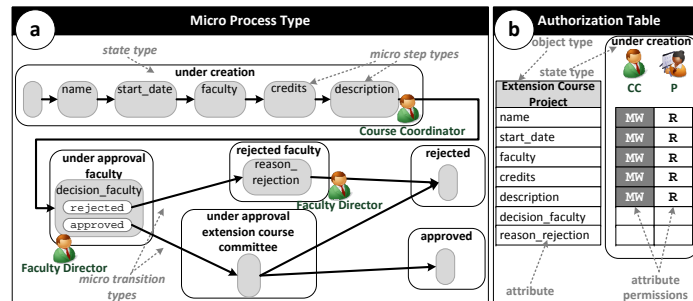 a
Micro Process Type
state type
micro step types
under creation
name
start_date
faculty
credits
description
Course Coordinator
under approval
faculty
decision_faculty
rejected
approved
Faculty Director
rejected faculty
reason_
rejection
Faculty Director
rejected
under approval
extension course
committee
approved
micro transition
types
b
Authorization Table
object type
state type
under creation
CC
P
Extension Course
Project
name
MW
R
start_date
MW
R
faculty
MW
R
credits
MW
R
description
MW
R
decision_faculty
reason_rejection
attribute
attribute
permissions